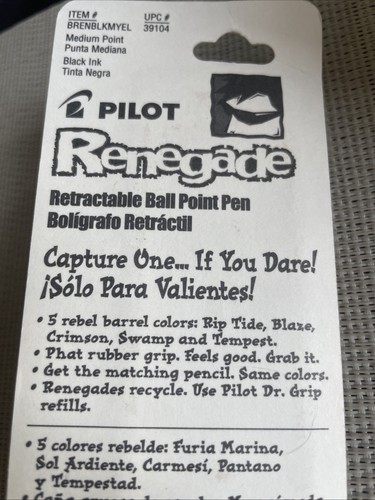 ITEM #
BRENBLKMYEL
UPC #
39104
Medium Point
Punta Mediana
Black Ink
Tinta Negra
PILOT
Renegade
Retractable Ball Point Pen
Bolígrafo Retráctil
Capture One... If You Dare!
¡Sólo Para Valientes!
• 5 rebel barrel colors: Rip Tide, Blaze,
Crimson, Swamp and Tempest.
• Phat rubber grip. Feels good. Grab it.
• Get the matching pencil. Same colors.
• Renegades recycle. Use Pilot Dr. Grip
refills.
• 5 colores rebelde: Furia Marina,
Sol Ardiente, Carmesí, Pantano
y Tempestad.